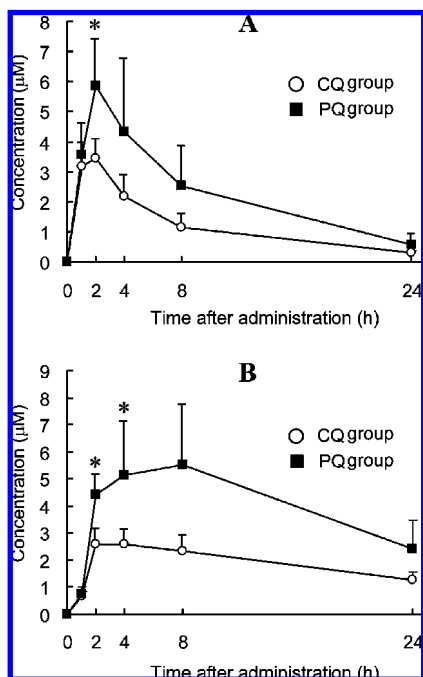 A
8
7
6
5
4
3
2
1
0
Concentration (μM)
*
CQ group
PQ group
0 2 4 8 24
Time after administration (h)
B
9
8
7
6
5
4
3
2
1
0
Concentration (μM)
* *
CQ group
PQ group
0 2 4 8 24
Time after administration (h)